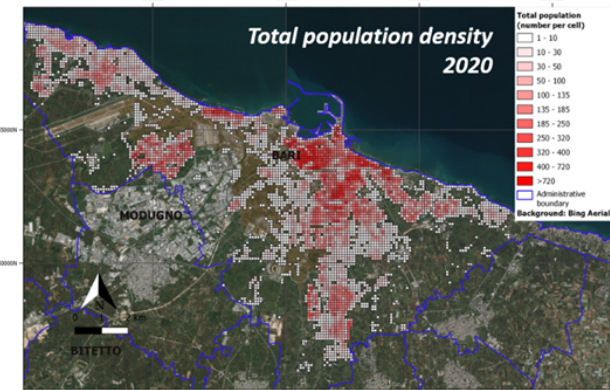 Total population density
2020
Total population
(number per cell)
1 - 10
10 - 30
30 - 50
50 - 100
100 - 135
135 - 185
185 - 250
250 - 320
320 - 400
400 - 720
>720
Administrative
boundary
Background: Bing Aerial
BARI
MODUGNO
N
0 1 2 km
BITETTO